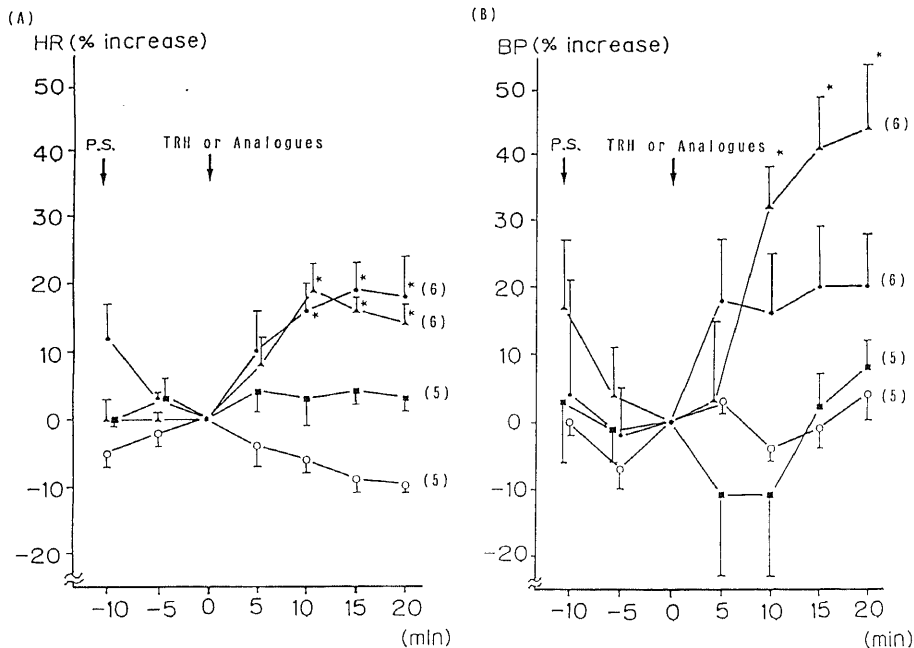 (A)
HR (% increase)
50
40
30
20
10
0
-10
-20
P.S.
TRH or Analogues
* * *
* * *
(6)
(6)
(5)
(5)
-10 -5 0 5 10 15 20
(min)
(B)
BP (% increase)
50
40
30
20
10
0
-10
-20
P.S.
TRH or Analogues
* * *
(6)
(6)
(5)
(5)
-10 -5 0 5 10 15 20
(min)